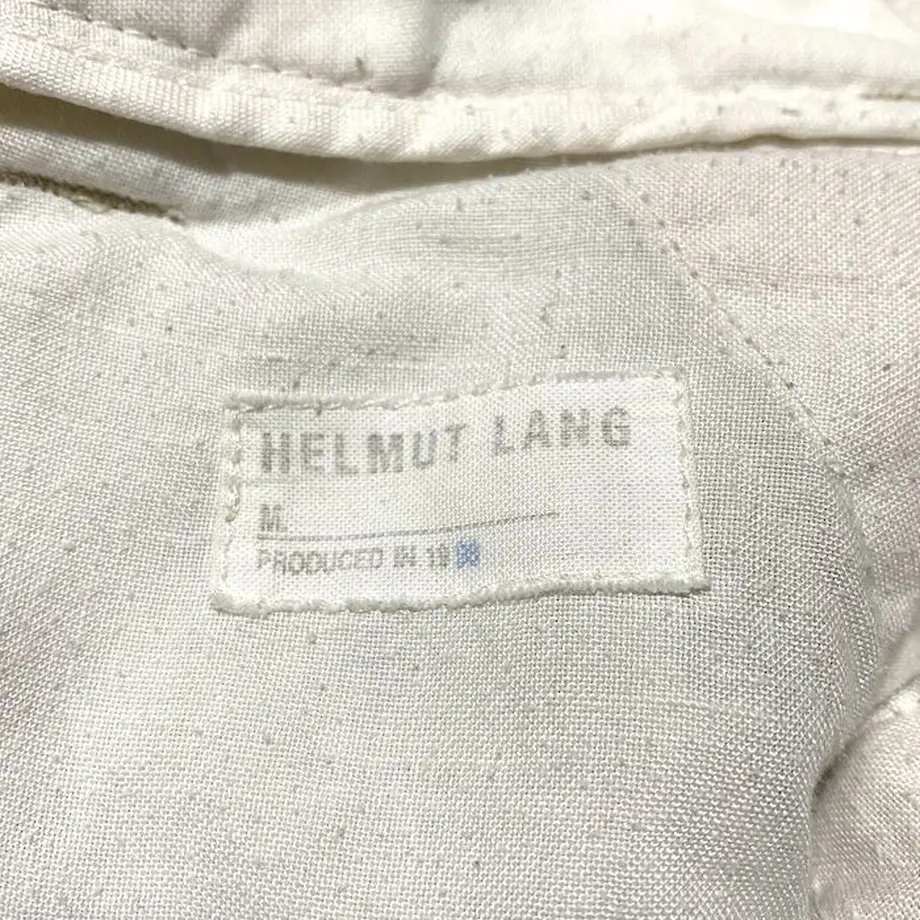 HELMUT LANG
M.
PRODUCED IN 1998